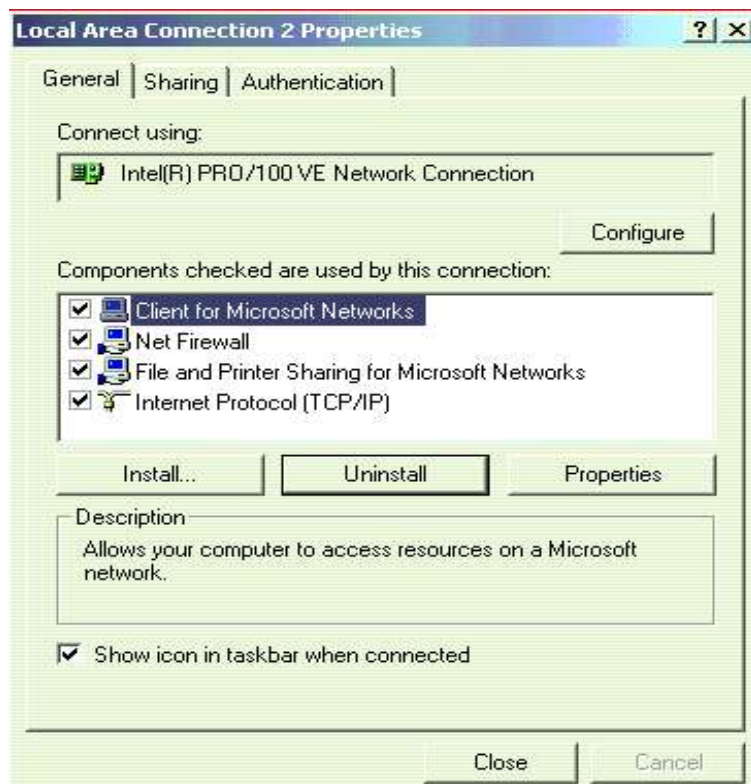 Local Area Connection 2 Properties
General Sharing Authentication
Connect using:
Intel(R) PRO/100 VE Network Connection
Configure
Components checked are used by this connection:
Client for Microsoft Networks
Net Firewall
File and Printer Sharing for Microsoft Networks
Internet Protocol (TCP/IP)
Install... Uninstall Properties
Description
Allows your computer to access resources on a Microsoft
network.
Show icon in taskbar when connected
Close Cancel